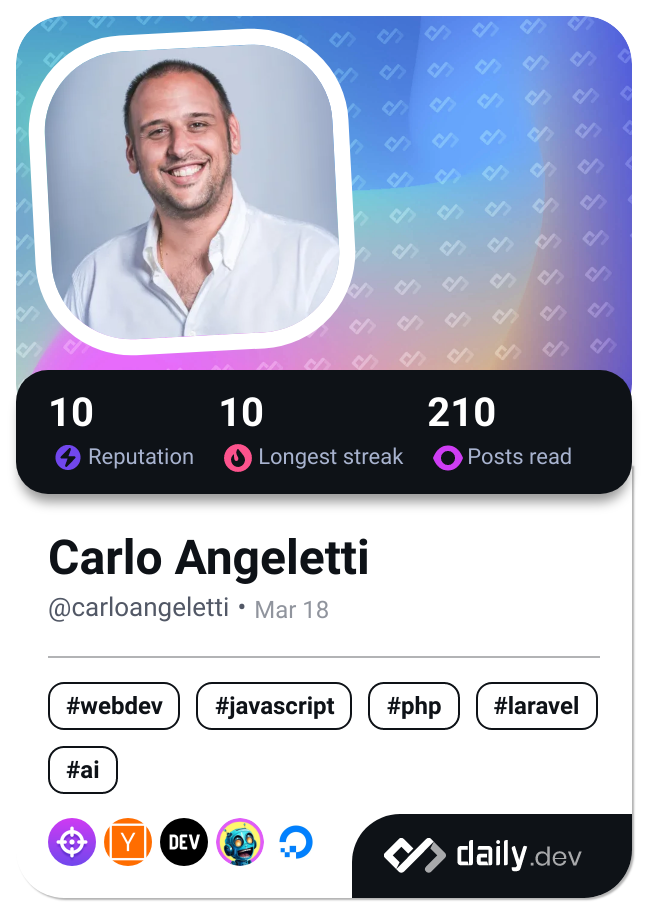 10 10 210
Reputation Longest streak Posts read
Carlo Angeletti
@carloangeletti • Mar 18
#webdev #javascript #php #laravel
#ai
Y DEV daily.dev